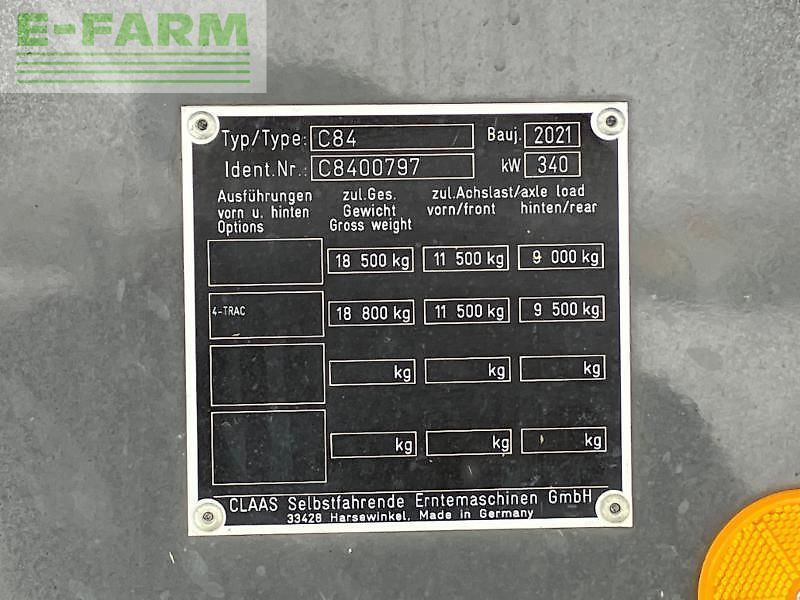 E-FARM
Typ/Type: C84 Bauj. 2021
Ident.Nr.: C8400797 kW 340
Ausführungen zul.Ges. zul.Achslast/axle load
vorn u. hinten Gewicht vorn/front hinten/rear
Options Gross weight
18 500 kg 11 500 kg 9 000 kg
4-TRAC 18 800 kg 11 500 kg 9 500 kg
kg kg kg
kg kg kg
CLAAS Selbstfahrende Erntemaschinen GmbH
33428 Harsewinkel, Made in Germany